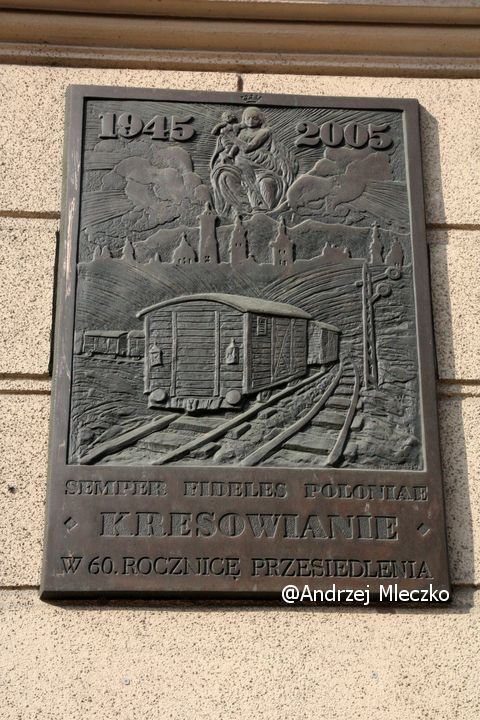 1945 2005
SEMPER FIDELES POLONIAE
KRESOWIANIE
W 60. ROCZNICĘ PRZESIEDLENIA
@Andrzej Mleczko